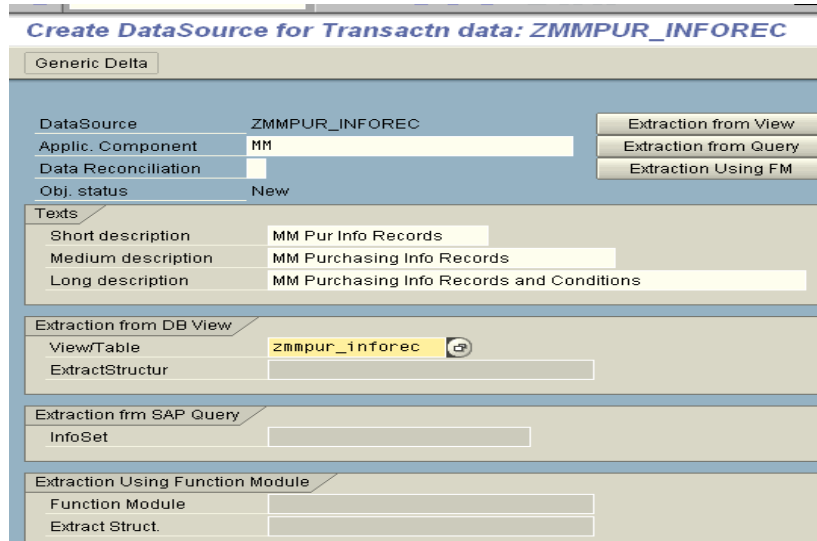 Create DataSource for Transactn data: ZMMPUR_INFOREC
Generic Delta
DataSource ZMMPUR_INFOREC Extraction from View
Applic. Component MM Extraction from Query
Data Reconciliation Extraction Using FM
Obj. status New
Texts
Short description MM Pur Info Records
Medium description MM Purchasing Info Records
Long description MM Purchasing Info Records and Conditions
Extraction from DB View
View/Table zmmpur_inforec
ExtractStructur
Extraction frm SAP Query
InfoSet
Extraction Using Function Module
Function Module
Extract Struct.